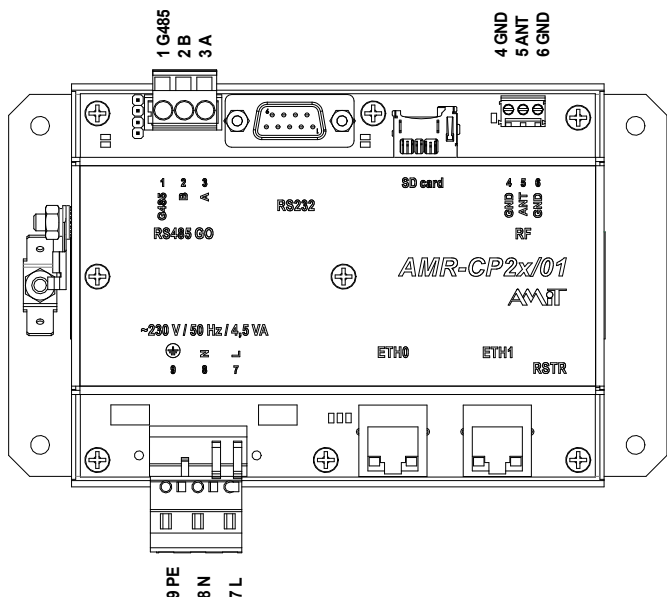 1 G485
2 B
3 A
4 GND
5 ANT
6 GND
1 2 3
G485 B A
RS485 GO
RS232
SD card
4 5 6
GND ANT GND
RF
AMR-CP2x/01
AMiT
~230 V / 50 Hz / 4,5 VA
N L
9 8 7
ETH0
ETH1
RSTR
9 PE
8 N
7 L